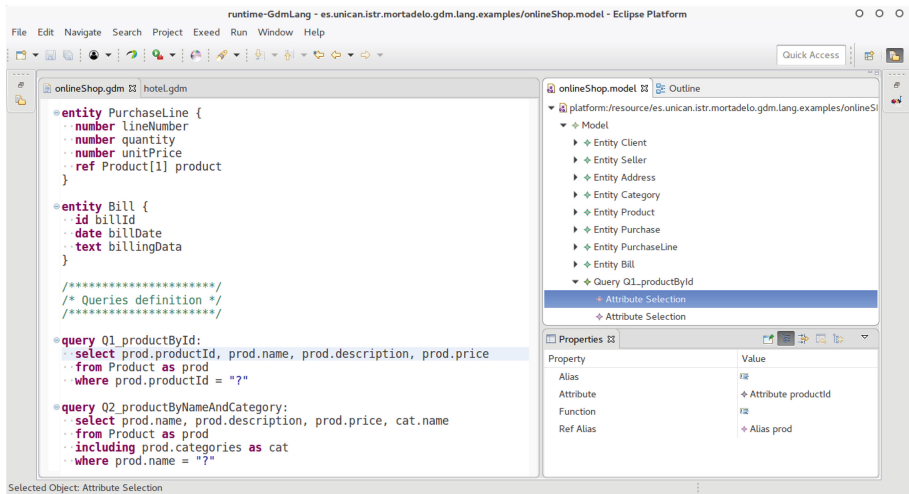 runtime-GdmLang - es.unican.istr.mortadelo.gdm.lang.examples/onlineShop.model - Eclipse Platform
File Edit Navigate Search Project Exeed Run Window Help
Quick Access
onlineShop.gdm hotel.gdm
entity PurchaseLine {
··number lineNumber
··number quantity
··number unitPrice
··ref Product[1] product
}
entity Bill {
··id billId
··date billDate
··text billingData
}
/**********************/
/* Queries definition */
/**********************/
query Q1_productById:
··select prod.productId, prod.name, prod.description, prod.price
··from Product as prod
··where prod.productId = "?"
query Q2_productByNameAndCategory:
··select prod.name, prod.description, prod.price, cat.name
··from Product as prod
··including prod.categories as cat
··where prod.name = "?"
onlineShop.model Outline
platform:/resource/es.unican.istr.mortadelo.gdm.lang.examples/onlineSl
Model
Entity Client
Entity Seller
Entity Address
Entity Category
Entity Product
Entity Purchase
Entity PurchaseLine
Entity Bill
Query Q1_productById
Attribute Selection
Attribute Selection
Properties
Property Value
Alias
Attribute Attribute productId
Function
Ref Alias Alias prod
Selected Object: Attribute Selection